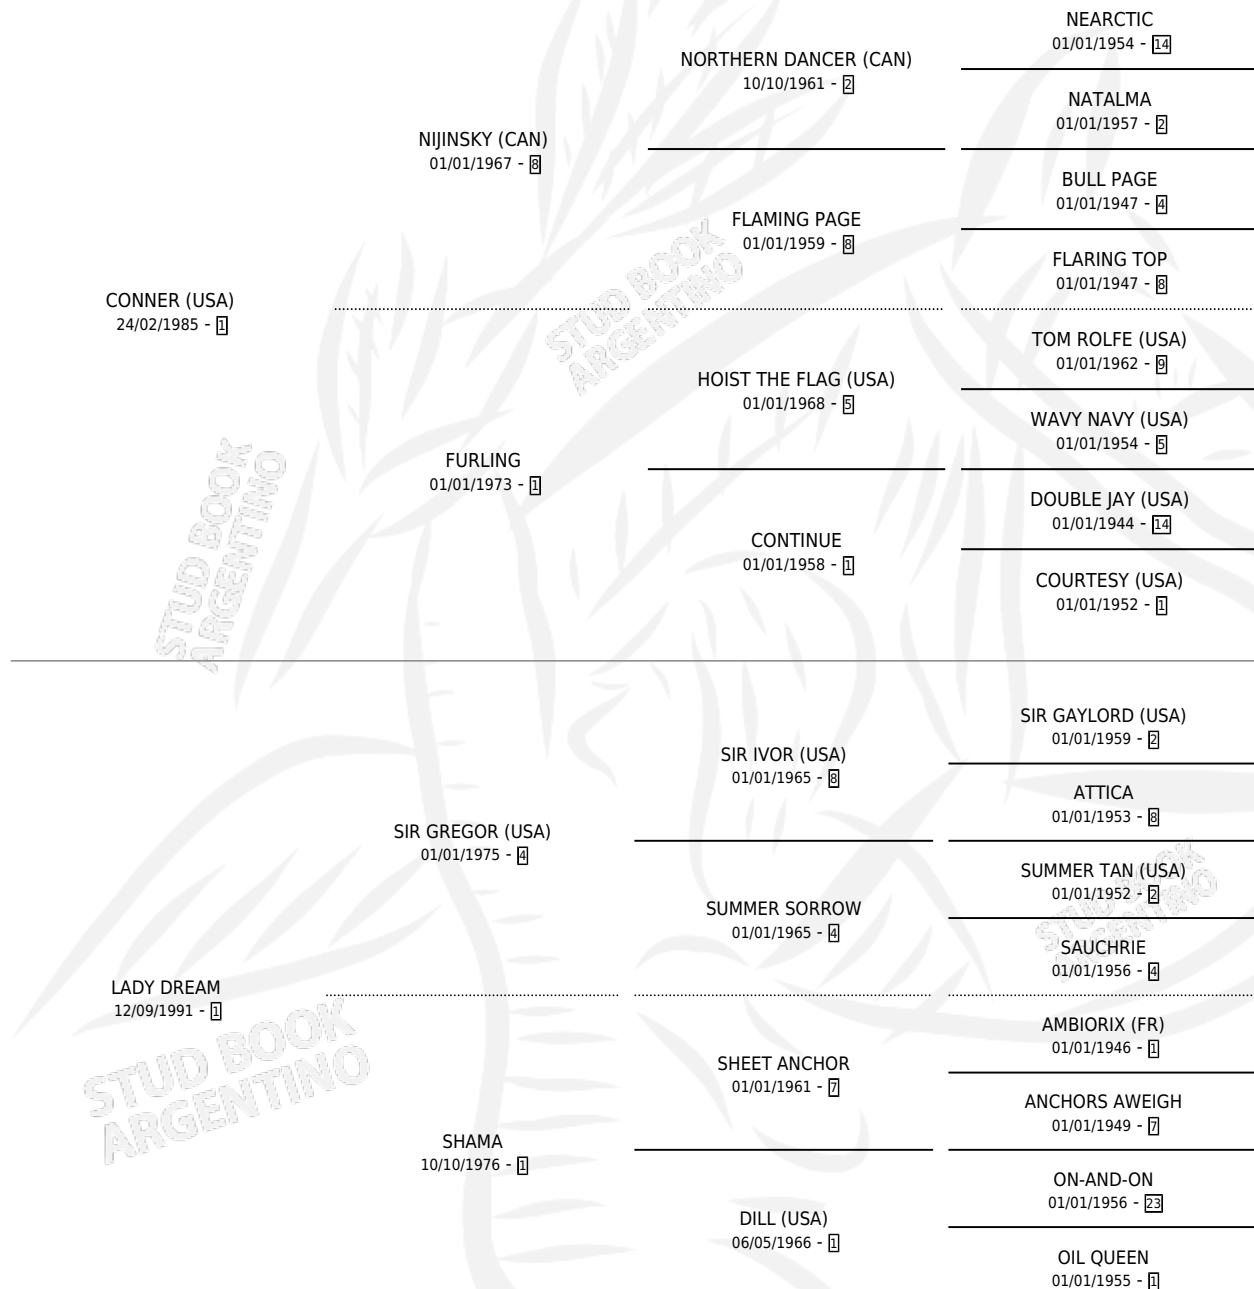 NEARCTIC
01/01/1954 - 14
NORTHERN DANCER (CAN)
10/10/1961 - 2
NATALMA
01/01/1957 - 2
NIJINSKY (CAN)
01/01/1967 - 8
BULL PAGE
01/01/1947 - 4
FLAMING PAGE
01/01/1959 - 8
FLARING TOP
01/01/1947 - 8
CONNER (USA)
24/02/1985 - 1
TOM ROLFE (USA)
01/01/1962 - 9
HOIST THE FLAG (USA)
01/01/1968 - 5
WAVY NAVY (USA)
01/01/1954 - 5
FURLING
01/01/1973 - 1
DOUBLE JAY (USA)
01/01/1944 - 14
CONTINUE
01/01/1958 - 1
COURTESY (USA)
01/01/1952 - 1
SIR GAYLORD (USA)
01/01/1959 - 2
SIR IVOR (USA)
01/01/1965 - 8
ATTICA
01/01/1953 - 8
SIR GREGOR (USA)
01/01/1975 - 4
SUMMER TAN (USA)
01/01/1952 - 2
SUMMER SORROW
01/01/1965 - 4
SAUCHRIE
01/01/1956 - 4
LADY DREAM
12/09/1991 - 1
AMBIORIX (FR)
01/01/1946 - 1
SHEET ANCHOR
01/01/1961 - 7
ANCHORS AWEIGH
01/01/1949 - 7
SHAMA
10/10/1976 - 1
ON-AND-ON
01/01/1956 - 23
DILL (USA)
06/05/1966 - 1
OIL QUEEN
01/01/1955 - 1
STUD BOOK
ARGENTINO
STUD BOOK
ARGENTINO
STUD BOOK
ARGENTINO
STUD BOOK
ARGENTINO